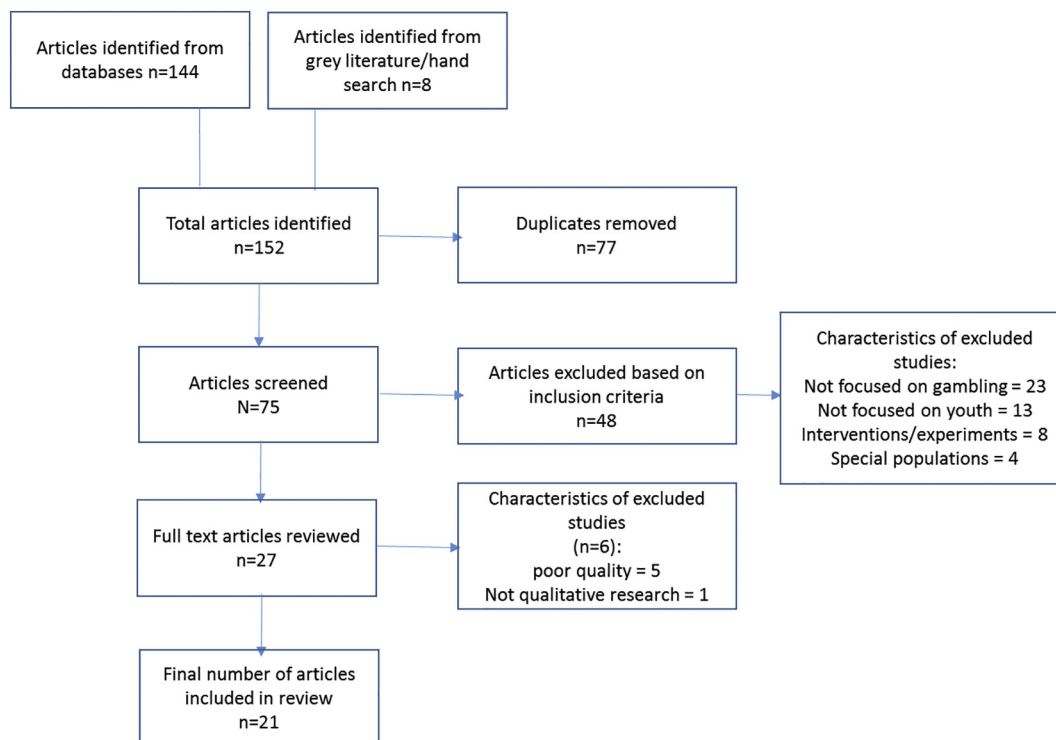 Articles identified from
databases n=144
Articles identified from
grey literature/hand
search n=8
Total articles identified
n=152
Duplicates removed
n=77
Articles screened
N=75
Articles excluded based on
inclusion criteria
n=48
Characteristics of excluded
studies:
Not focused on gambling = 23
Not focused on youth = 13
Interventions/experiments = 8
Special populations = 4
Full text articles reviewed
n=27
Characteristics of excluded
studies
(n=6):
poor quality = 5
Not qualitative research = 1
Final number of articles
included in review
n=21